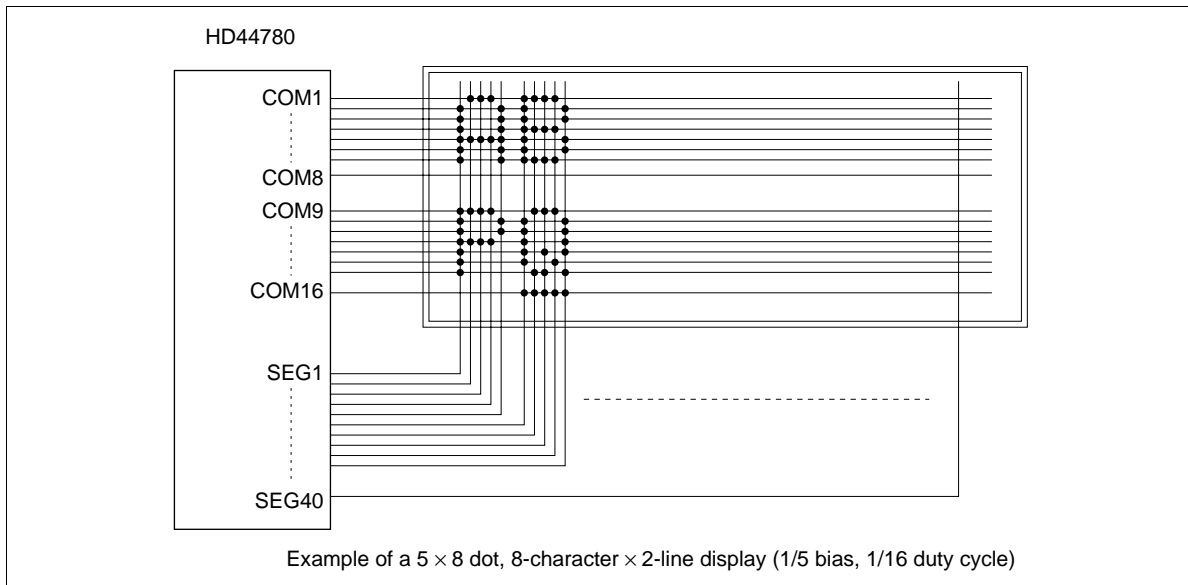 HD44780
COM1
COM8
COM9
COM16
SEG1
SEG40
Example of a 5 × 8 dot, 8-character × 2-line display (1/5 bias, 1/16 duty cycle)